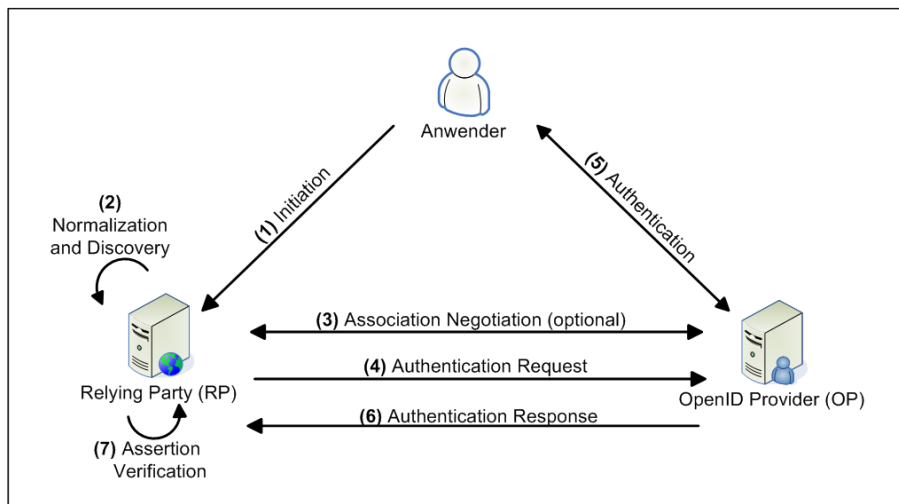 Anwender
(1) Initiation
(5) Authentication
(2)
Normalization
and Discovery
(3) Association Negotiation (optional)
(4) Authentication Request
Relying Party (RP)
OpenID Provider (OP)
(6) Authentication Response
(7) Assertion
Verification